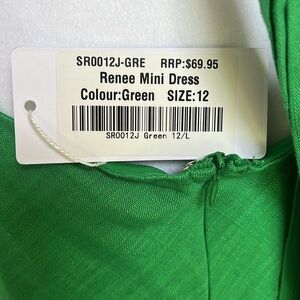 SR0012J-GRE RRP:$69.95
Renee Mini Dress
Colour:Green SIZE:12
SR0012J Green 12/L